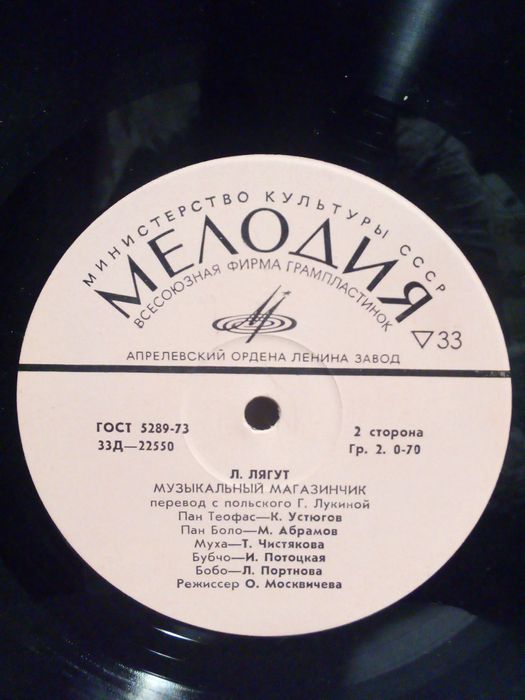 МИНИСТЕРСТВО КУЛЬТУРЫ СССР
МЕЛОДИЯ
ВСЕСОЮЗНАЯ ФИРМА ГРАМПЛАСТИНОК
▽33
АПРЕЛЕВСКИЙ ОРДЕНА ЛЕНИНА ЗАВОД
ГОСТ 5289-73
33Д—22550
2 сторона
Гр. 2. 0-70
Л. ЛЯГУТ
МУЗЫКАЛЬНЫЙ МАГАЗИНЧИК
перевод с польского Г. Лукиной
Пан Теофас—К. Устюгов
Пан Боло—М. Абрамов
Муха—Т. Чистякова
Бубчо—И. Потоцкая
Бобо—Л. Портнова
Режиссер О. Москвичева